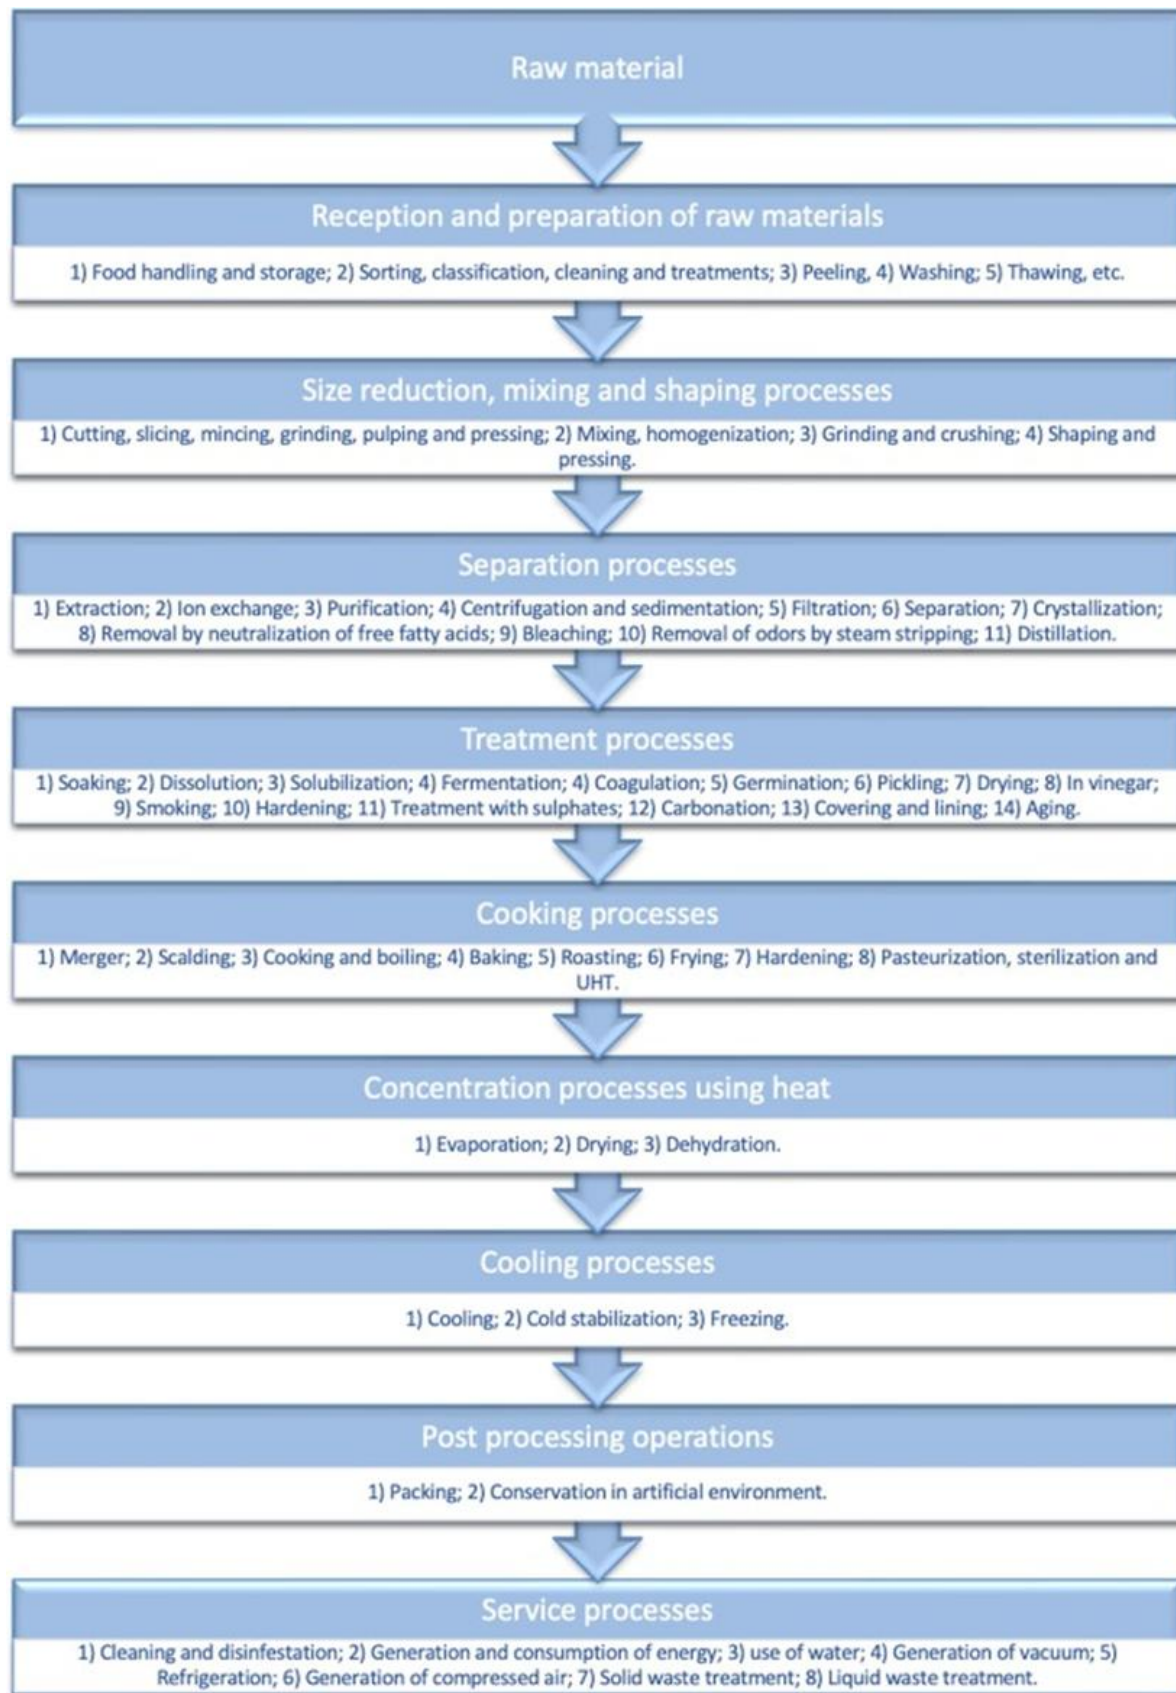 Raw material
Reception and preparation of raw materials
1) Food handling and storage; 2) Sorting, classification, cleaning and treatments; 3) Peeling, 4) Washing; 5) Thawing, etc.
Size reduction, mixing and shaping processes
1) Cutting, slicing, mincing, grinding, pulping and pressing; 2) Mixing, homogenization; 3) Grinding and crushing; 4) Shaping and
pressing.
Separation processes
1) Extraction; 2) Ion exchange; 3) Purification; 4) Centrifugation and sedimentation; 5) Filtration; 6) Separation; 7) Crystallization;
8) Removal by neutralization of free fatty acids; 9) Bleaching; 10) Removal of odors by steam stripping; 11) Distillation.
Treatment processes
1) Soaking; 2) Dissolution; 3) Solubilization; 4) Fermentation; 4) Coagulation; 5) Germination; 6) Pickling; 7) Drying; 8) In vinegar;
9) Smoking; 10) Hardening; 11) Treatment with sulphates; 12) Carbonation; 13) Covering and lining; 14) Aging.
Cooking processes
1) Merger; 2) Scalding; 3) Cooking and boiling; 4) Baking; 5) Roasting; 6) Frying; 7) Hardening; 8) Pasteurization, sterilization and
UHT.
Concentration processes using heat
1) Evaporation; 2) Drying; 3) Dehydration.
Cooling processes
1) Cooling; 2) Cold stabilization; 3) Freezing.
Post processing operations
1) Packing; 2) Conservation in artificial environment.
Service processes
1) Cleaning and disinfestation; 2) Generation and consumption of energy; 3) use of water; 4) Generation of vacuum; 5)
Refrigeration; 6) Generation of compressed air; 7) Solid waste treatment; 8) Liquid waste treatment.